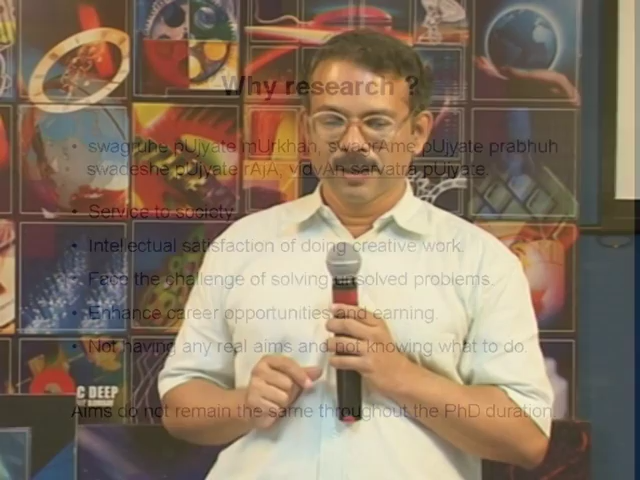 Why research ?
• swagruhe pUjyate mUrkhan, swagrAme pUjyate prabhuh
swadeshe pUjyate rAjA, vidvAn sarvatra pUjyate.
• Service to society
• Intellectual satisfaction of doing creative work.
• Face the challenge of solving unsolved problems.
• Enhance career opportunities and earning.
• Not having any real aims and not knowing what to do.
Aims do not remain the same throughout the PhD duration
C DEEP